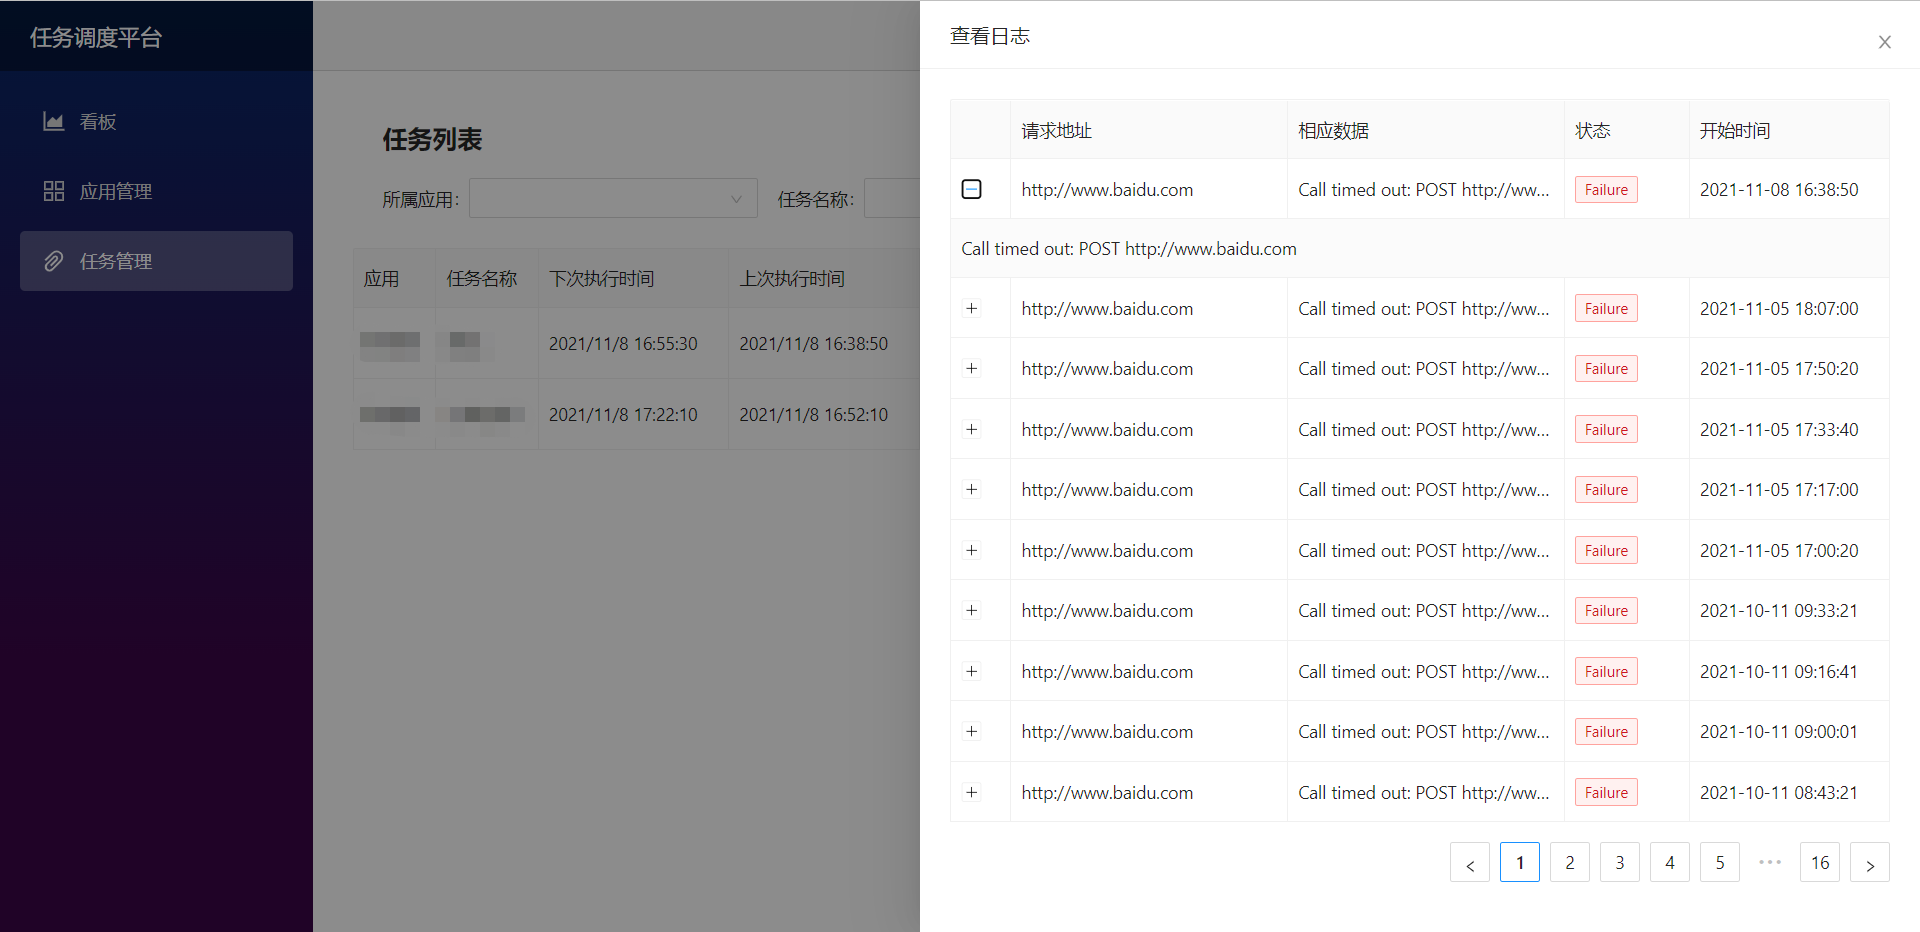 任务调度平台
看板
应用管理
任务管理
任务列表
所属应用: 任务名称:
应用 任务名称 下次执行时间 上次执行时间
2021/11/8 16:55:30 2021/11/8 16:38:50
2021/11/8 17:22:10 2021/11/8 16:52:10
查看日志
请求地址 相应数据 状态 开始时间
http://www.baidu.com Call timed out: POST http://ww... Failure 2021-11-08 16:38:50
Call timed out: POST http://www.baidu.com
http://www.baidu.com Call timed out: POST http://ww... Failure 2021-11-05 18:07:00
http://www.baidu.com Call timed out: POST http://ww... Failure 2021-11-05 17:50:20
http://www.baidu.com Call timed out: POST http://ww... Failure 2021-11-05 17:33:40
http://www.baidu.com Call timed out: POST http://ww... Failure 2021-11-05 17:17:00
http://www.baidu.com Call timed out: POST http://ww... Failure 2021-11-05 17:00:20
http://www.baidu.com Call timed out: POST http://ww... Failure 2021-10-11 09:33:21
http://www.baidu.com Call timed out: POST http://ww... Failure 2021-10-11 09:16:41
http://www.baidu.com Call timed out: POST http://ww... Failure 2021-10-11 09:00:01
http://www.baidu.com Call timed out: POST http://ww... Failure 2021-10-11 08:43:21
< 1 2 3 4 5 ••• 16 >